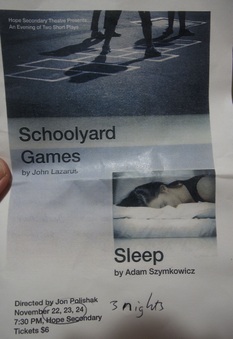 Hope Secondary Theatre Presents
An Evening of Two Short Plays
Schoolyard
Games
by John Lazarus
Sleep
by Adam Szymkowicz
Directed by Jon Polishak
November 22, 23, 24
7:30 PM, Hope Secondary
Tickets $6
3 nights